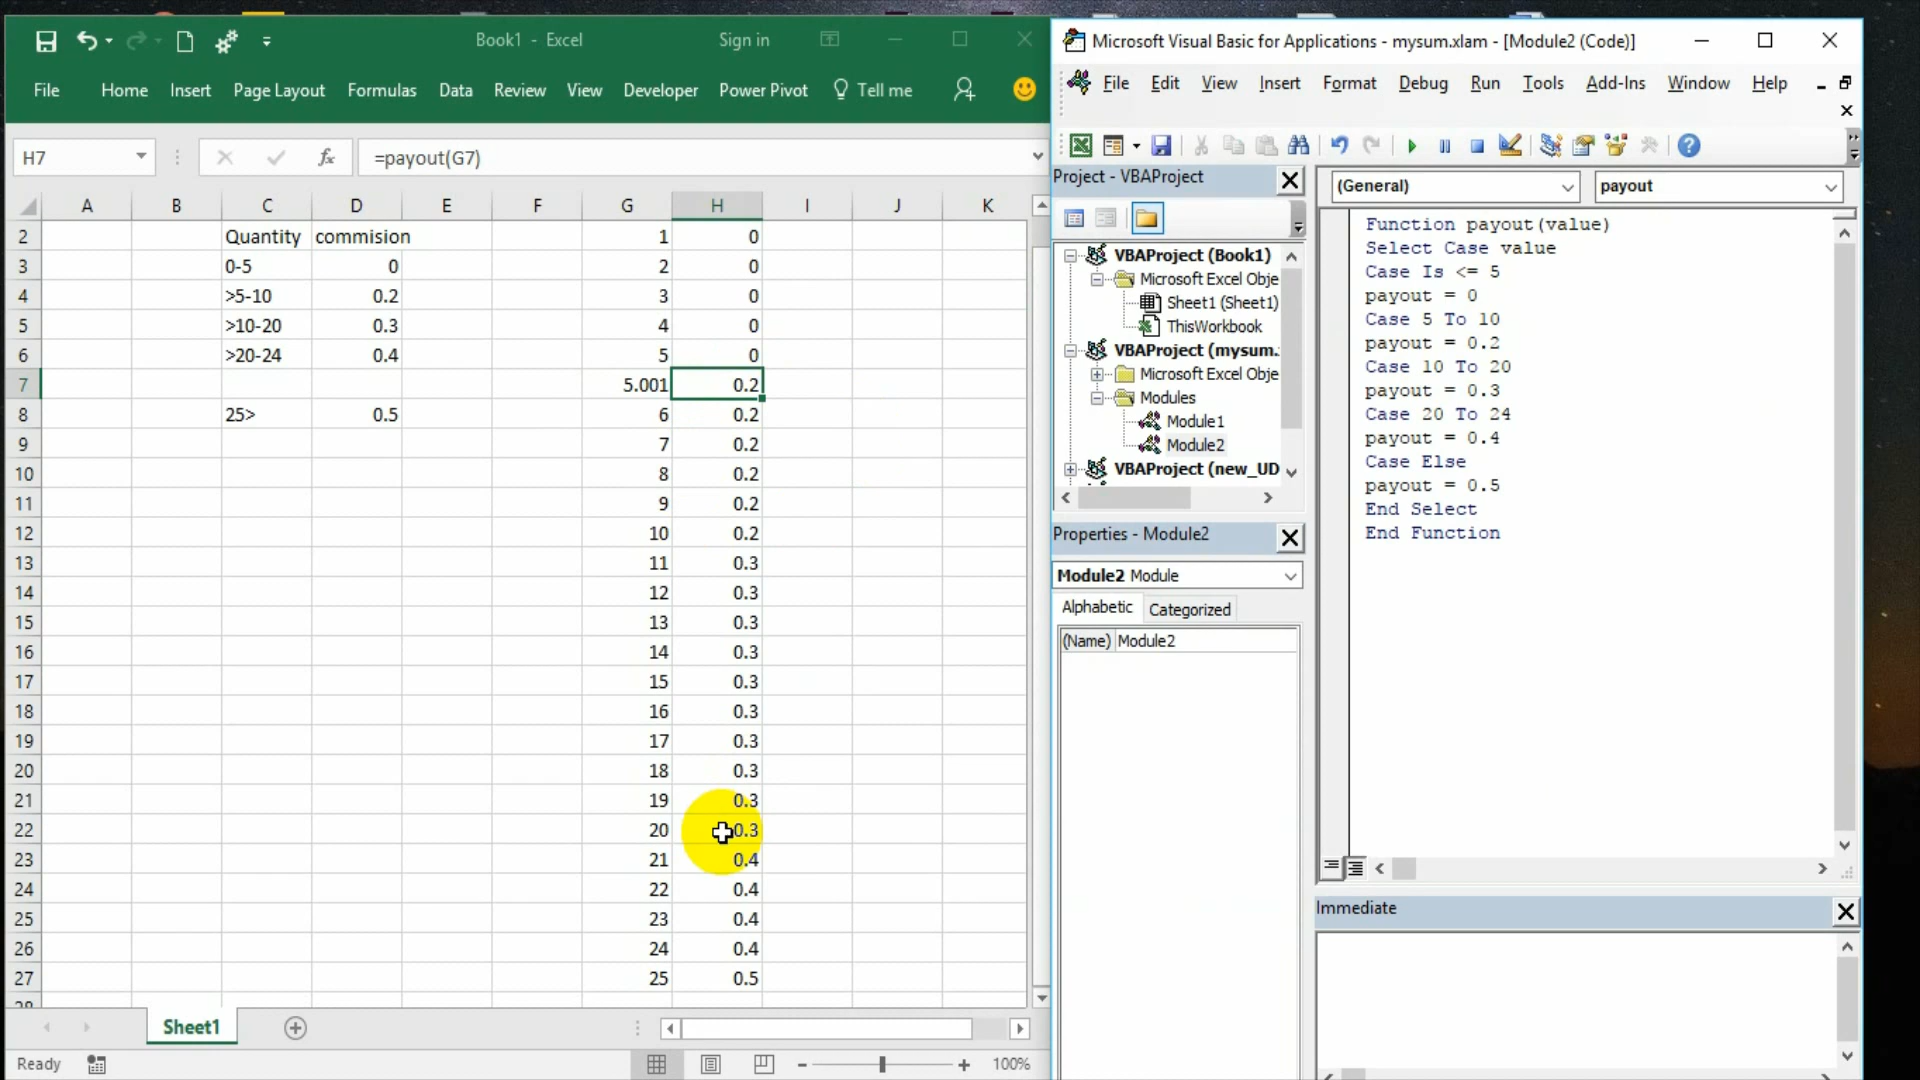 Book1 - Excel
Sign in
File Home Insert Page Layout Formulas Data Review View Developer Power Pivot Tell me
H7
fx
=payout(G7)
A B C D E F G H I J K
2 Quantity commision 1 0
3 0-5 0 2 0
4 >5-10 0.2 3 0
5 >10-20 0.3 4 0
6 >20-24 0.4 5 0
7 5.001 0.2
8 25> 0.5 6 0.2
9 7 0.2
10 8 0.2
11 9 0.2
12 10 0.2
13 11 0.3
14 12 0.3
15 13 0.3
16 14 0.3
17 15 0.3
18 16 0.3
19 17 0.3
20 18 0.3
21 19 0.3
22 20 0.3
23 21 0.4
24 22 0.4
25 23 0.4
26 24 0.4
27 25 0.5
Sheet1
Ready
100%
Microsoft Visual Basic for Applications - mysum.xlam - [Module2 (Code)]
File Edit View Insert Format Debug Run Tools Add-Ins Window Help
Project - VBAProject
VBAProject (Book1)
Microsoft Excel Obje
Sheet1 (Sheet1)
ThisWorkbook
VBAProject (mysum.
Microsoft Excel Obje
Modules
Module1
Module2
VBAProject (new_UD
Properties - Module2
Module2 Module
Alphabetic Categorized
(Name) Module2
(General)
payout
Function payout(value)
Select Case value
Case Is <= 5
payout = 0
Case 5 To 10
payout = 0.2
Case 10 To 20
payout = 0.3
Case 20 To 24
payout = 0.4
Case Else
payout = 0.5
End Select
End Function
Immediate